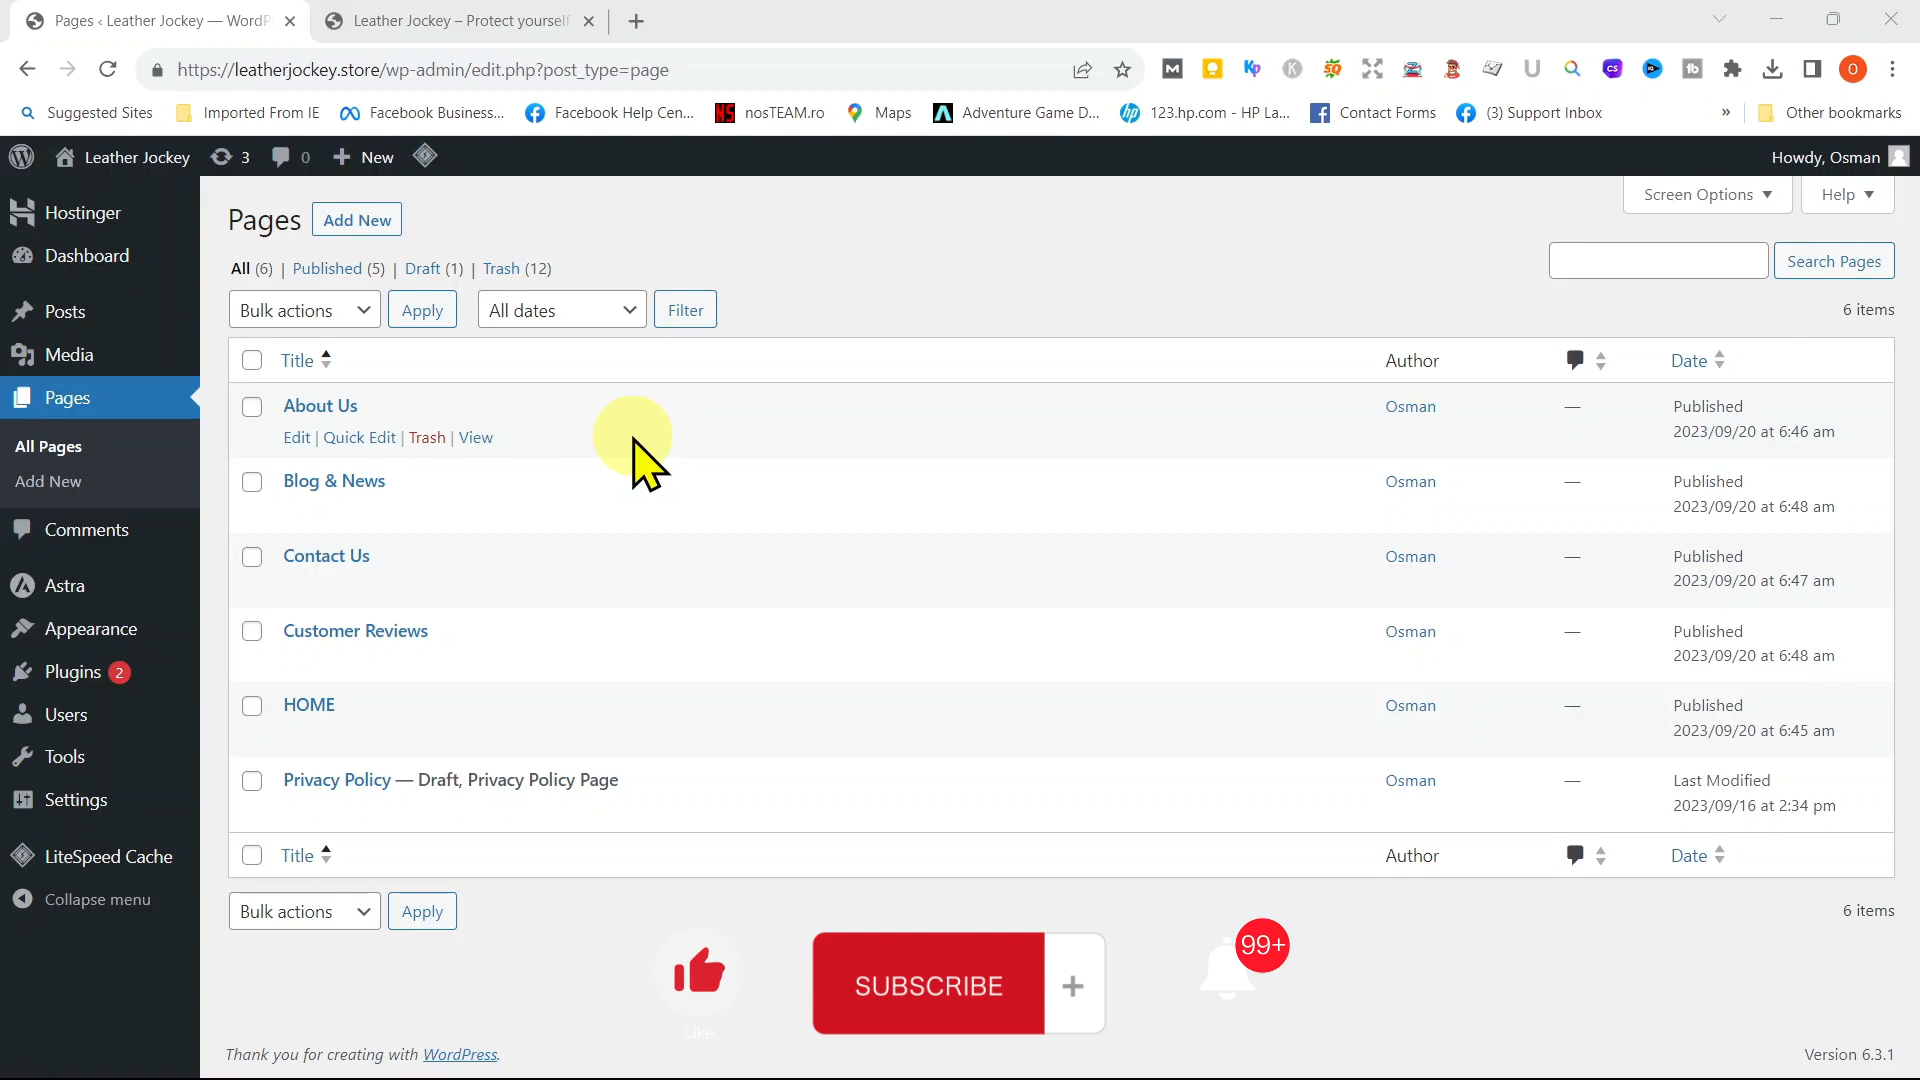 Pages ‹ Leather Jockey — WordP
Leather Jockey – Protect yourself
https://leatherjockey.store/wp-admin/edit.php?post_type=page
Suggested Sites
Imported From IE
Facebook Business...
Facebook Help Cen...
nosTEAM.ro
Maps
Adventure Game D...
123.hp.com - HP La...
Contact Forms
(3) Support Inbox
»
Other bookmarks
Leather Jockey
3
0
New
Howdy, Osman
Hostinger
Dashboard
Posts
Media
Pages
All Pages
Add New
Comments
Astra
Appearance
Plugins 2
Users
Tools
Settings
LiteSpeed Cache
Collapse menu
Screen Options
Help
Pages
Add New
All (6) | Published (5) | Draft (1) | Trash (12)
Search Pages
Bulk actions
Apply
All dates
Filter
6 items
Title
Author
Date
About Us
Osman
—
Published
2023/09/20 at 6:46 am
Edit | Quick Edit | Trash | View
Blog & News
Osman
—
Published
2023/09/20 at 6:48 am
Contact Us
Osman
—
Published
2023/09/20 at 6:47 am
Customer Reviews
Osman
—
Published
2023/09/20 at 6:48 am
HOME
Osman
—
Published
2023/09/20 at 6:45 am
Privacy Policy — Draft, Privacy Policy Page
Osman
—
Last Modified
2023/09/16 at 2:34 pm
Title
Author
Date
Bulk actions
Apply
6 items
Like
SUBSCRIBE
+
99+
Thank you for creating with WordPress.
Version 6.3.1